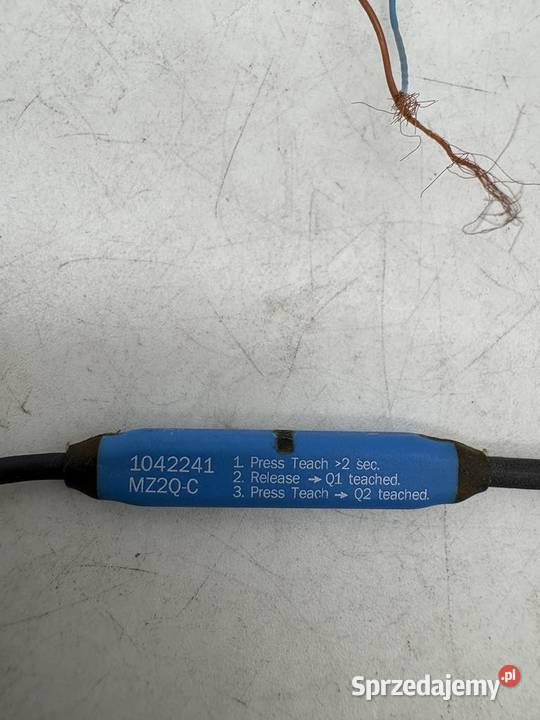 1042241
MZ2Q-C
1. Press Teach >2 sec.
2. Release → Q1 teached.
3. Press Teach → Q2 teached.
Sprzedajemy.pl